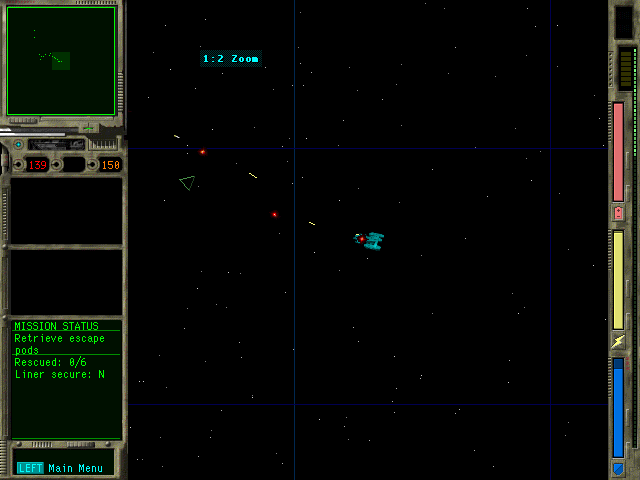 1:2 Zoom
139 150
MISSION STATUS
Retrieve escape
pods
Rescued: 0/6
Liner secure: N
LEFT Main Menu